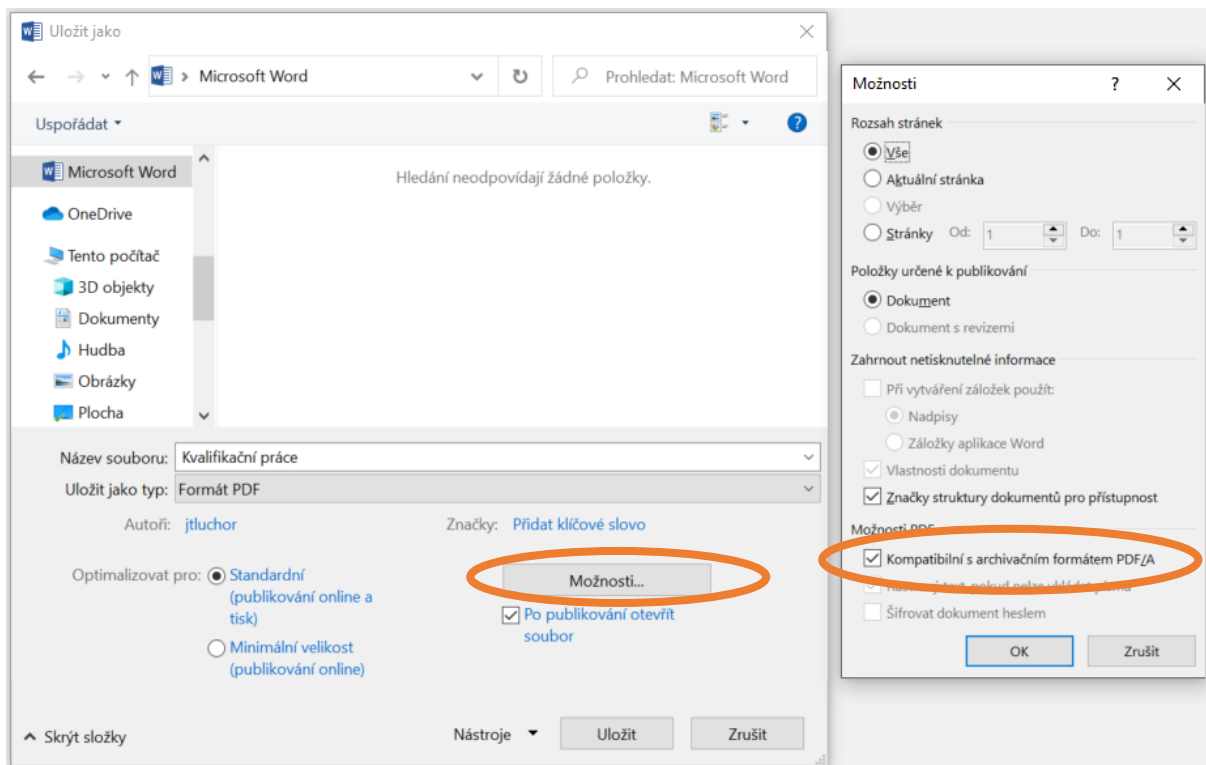 Uložit jako
Microsoft Word
Prohledat: Microsoft Word
Uspořádat
?
Microsoft Word
OneDrive
Tento počítač
3D objekty
Dokumenty
Hudba
Obrázky
Plocha
Hledání neodpovídají žádné položky.
Název souboru: Kvalifikační práce
Uložit jako typ: Formát PDF
Autoři: jtluchor
Značky: Přidat klíčové slovo
Optimalizovat pro: Standardní
(publikování online a
tisk)
Minimální velikost
(publikování online)
Možnosti...
Po publikování otevřít
soubor
Skrýt složky
Nástroje
Uložit
Zrušit
Možnosti ?
Rozsah stránek
Vše
Aktuální stránka
Výběr
Stránky Od: 1 Do: 1
Položky určené k publikování
Dokument
Dokument s revizemi
Zahrnout netisknutelné informace
Při vytváření záložek použít:
Nadpisy
Záložky aplikace Word
Vlastnosti dokumentu
Značky struktury dokumentů pro přístupnost
Možnosti PDF
Kompatibilní s archivačním formátem PDF/A
text, pokud nelze
Šifrovat dokument heslem
OK
Zrušit